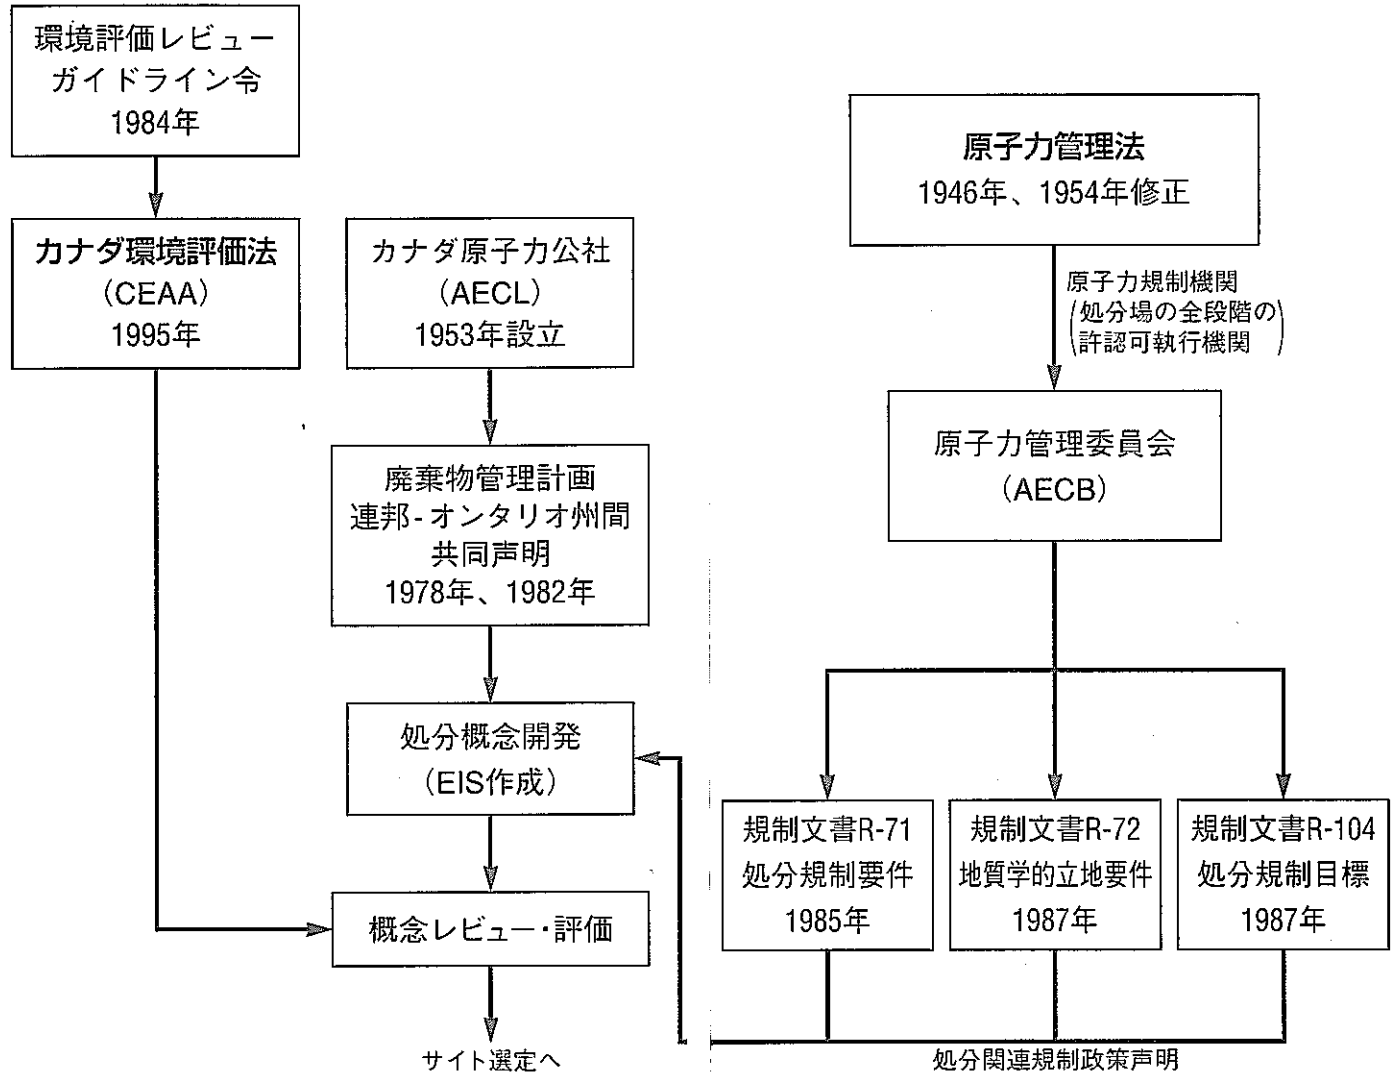 環境評価レビュー
ガイドライン令
1984年
カナダ環境評価法
(CEAA)
1995年
カナダ原子力公社
(AECL)
1953年設立
廃棄物管理計画
連邦-オンタリオ州間
共同声明
1978年、1982年
処分概念開発
(EIS作成)
概念レビュー・評価
サイト選定へ
原子力管理法
1946年、1954年修正
原子力規制機関
(処分場の全段階の
許認可執行機関)
原子力管理委員会
(AECB)
規制文書R-71
処分規制要件
1985年
規制文書R-72
地質学的立地要件
1987年
規制文書R-104
処分規制目標
1987年
処分関連規制政策声明